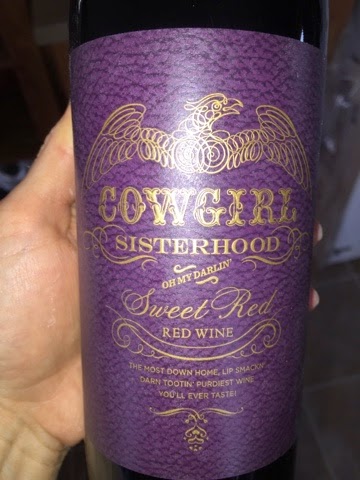 COWGIRL
SISTERHOOD
OH MY DARLIN'
Sweet Red
RED WINE
THE MOST DOWN HOME, LIP SMACKIN'
DARN TOOTIN' PURDIEST WINE
YOU'LL EVER TASTE!